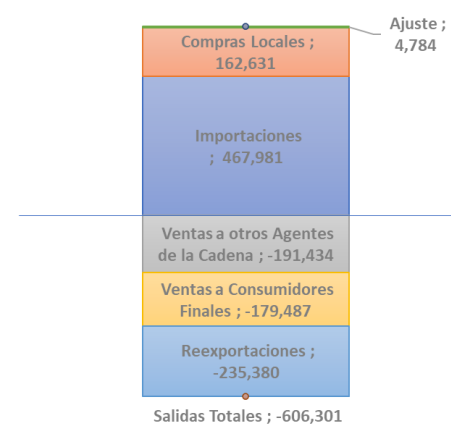 Ajuste ;
4,784
Compras Locales ;
162,631
Importaciones
; 467,981
Ventas a otros Agentes
de la Cadena ; -191,434
Ventas a Consumidores
Finales ; -179,487
Reexportaciones ;
-235,380
Salidas Totales ; -606,301